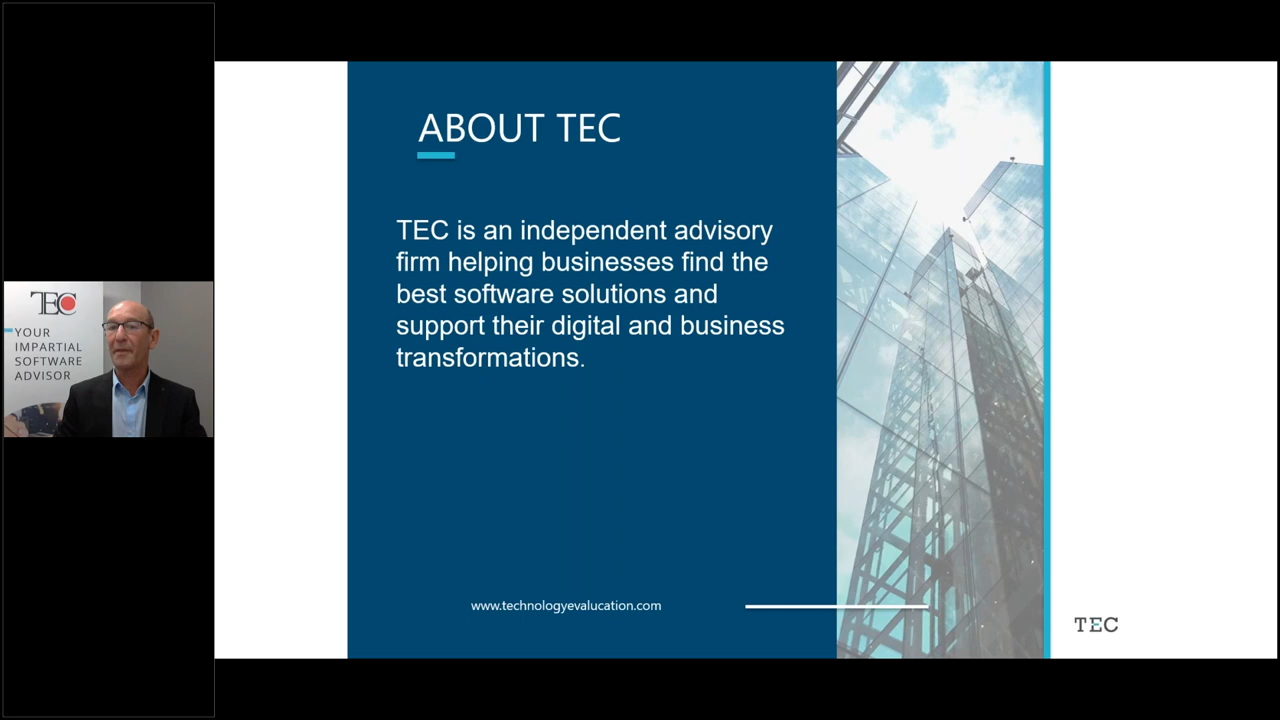 ABOUT TEC
TEC is an independent advisory
firm helping businesses find the
best software solutions and
support their digital and business
transformations.
www.technologyevalucation.com
TEC
TEC
YOUR
IMPARTIAL
SOFTWARE
ADVISOR